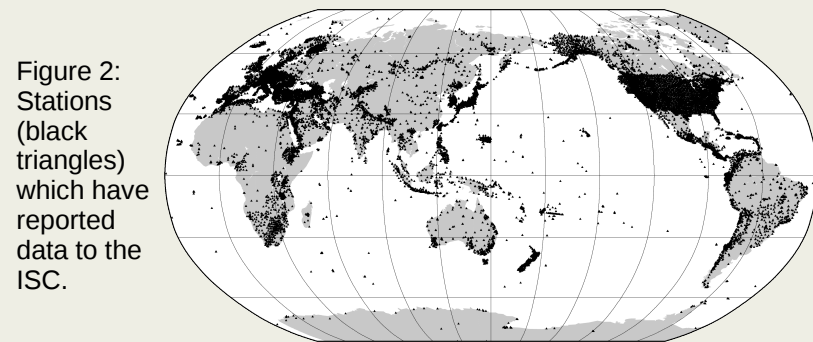 Figure 2:
Stations
(black
triangles)
which have
reported
data to the
ISC.